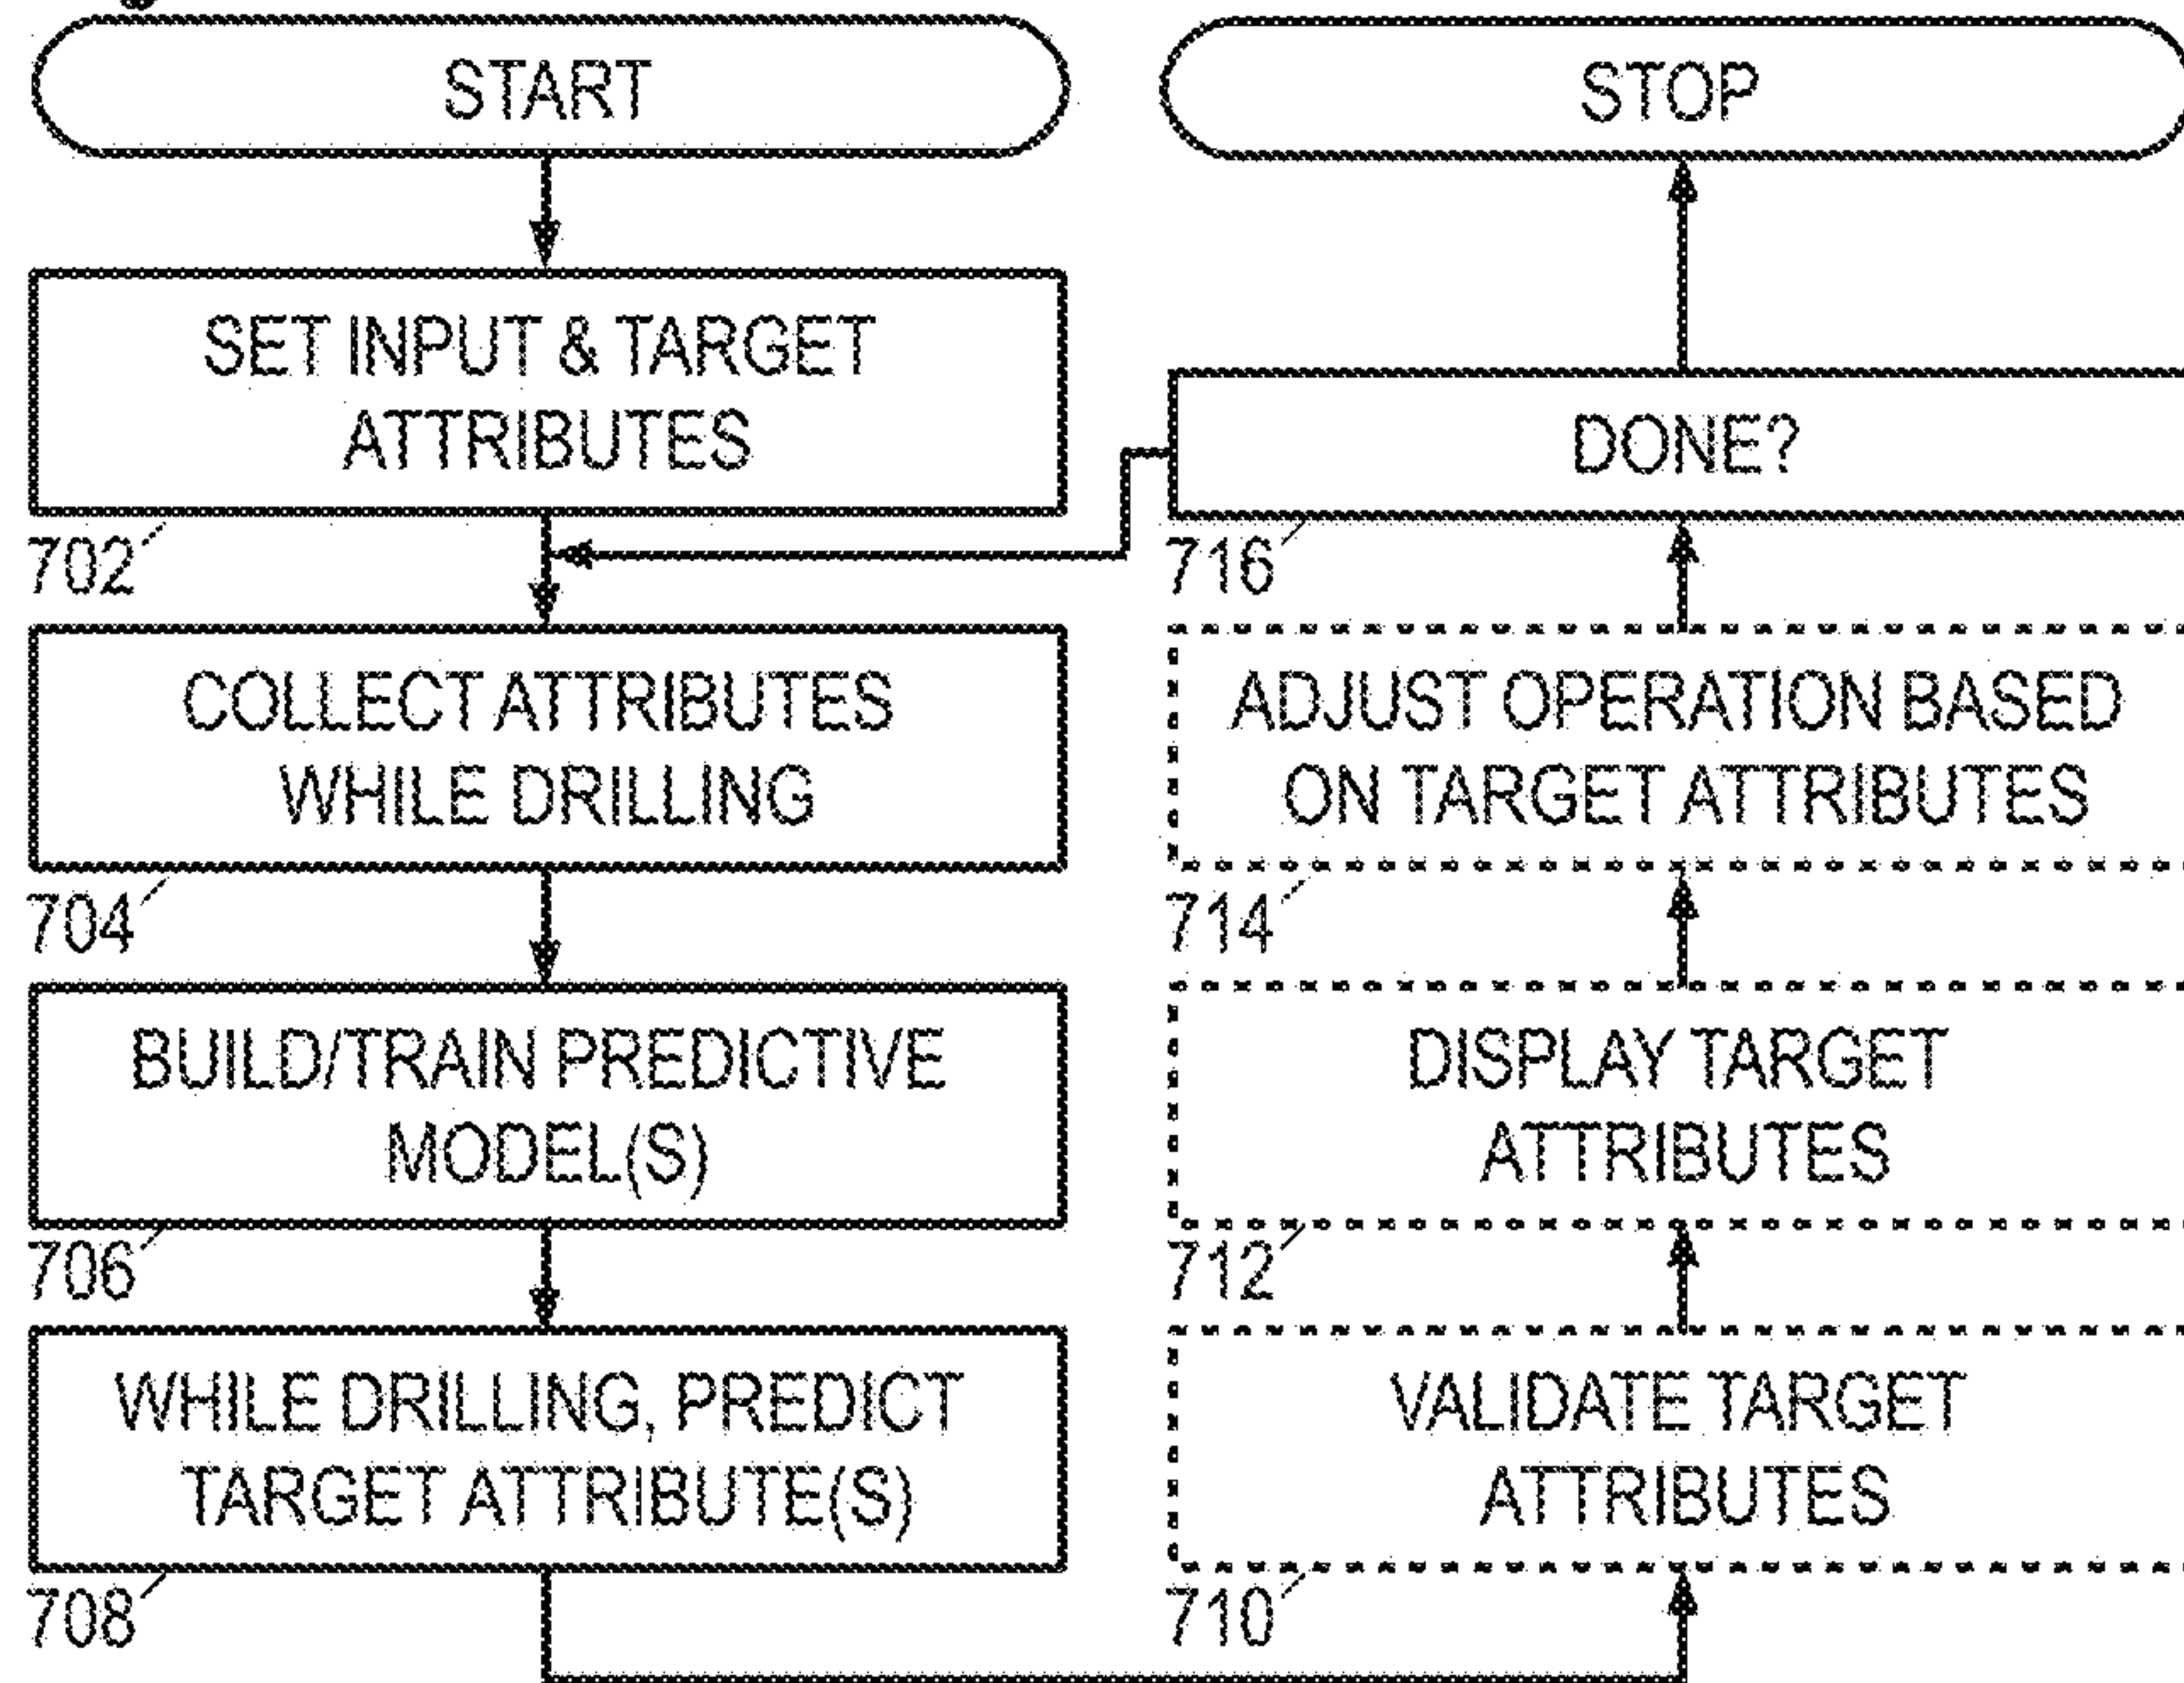 START
SET INPUT & TARGET
ATTRIBUTES
702
COLLECT ATTRIBUTES
WHILE DRILLING
704
BUILD/TRAIN PREDICTIVE
MODEL(S)
706
WHILE DRILLING, PREDICT
TARGET ATTRIBUTE(S)
708
STOP
DONE?
716
ADJUST OPERATION BASED
ON TARGET ATTRIBUTES
714
DISPLAY TARGET
ATTRIBUTES
712
VALIDATE TARGET
ATTRIBUTES
710